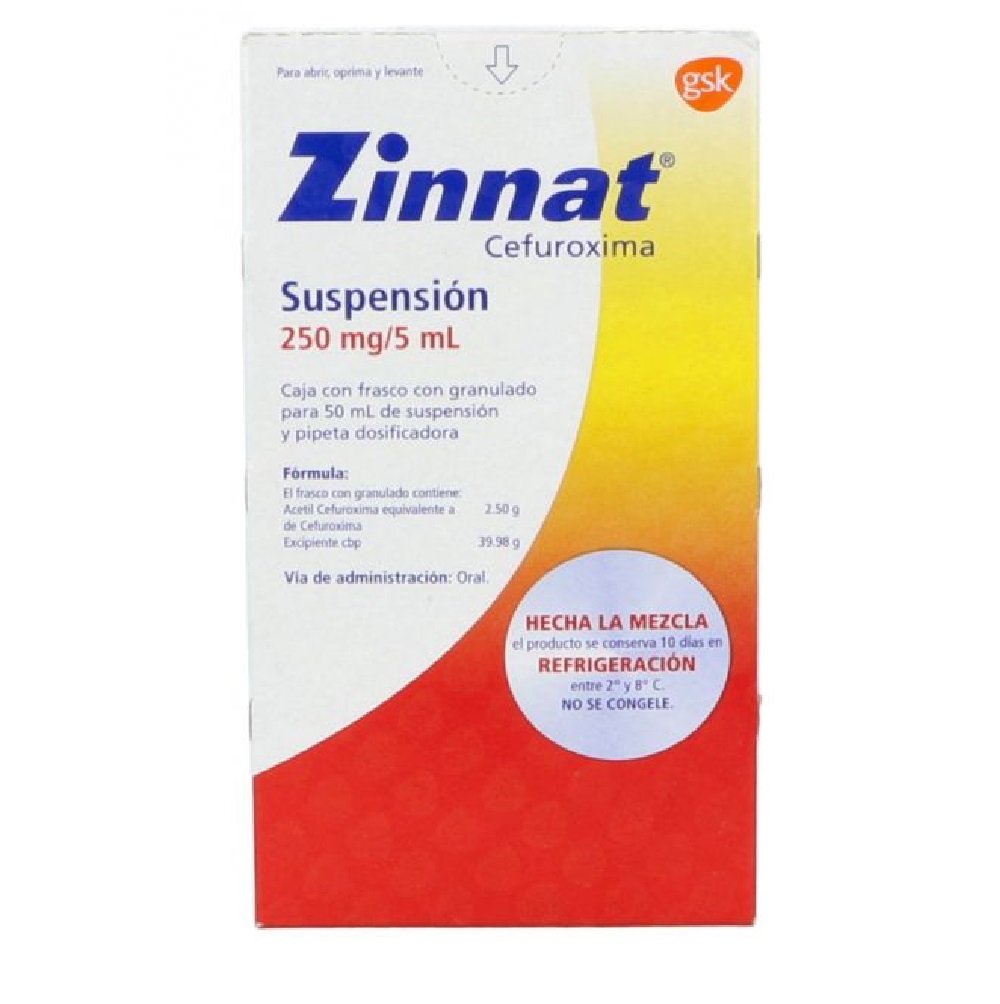 Para abrir, oprima y levante
gsk
Zinnat®
Cefuroxima
Suspensión
250 mg/5 mL
Caja con frasco con granulado
para 50 mL de suspensión
y pipeta dosificadora
Fórmula:
El frasco con granulado contiene:
Acetil Cefuroxima equivalente a 2.50 g
de Cefuroxima
Excipiente cbp 39.98 g
Vía de administración: Oral.
HECHA LA MEZCLA
el producto se conserva 10 días en
REFRIGERACIÓN
entre 2° y 8° C.
NO SE CONGELE.